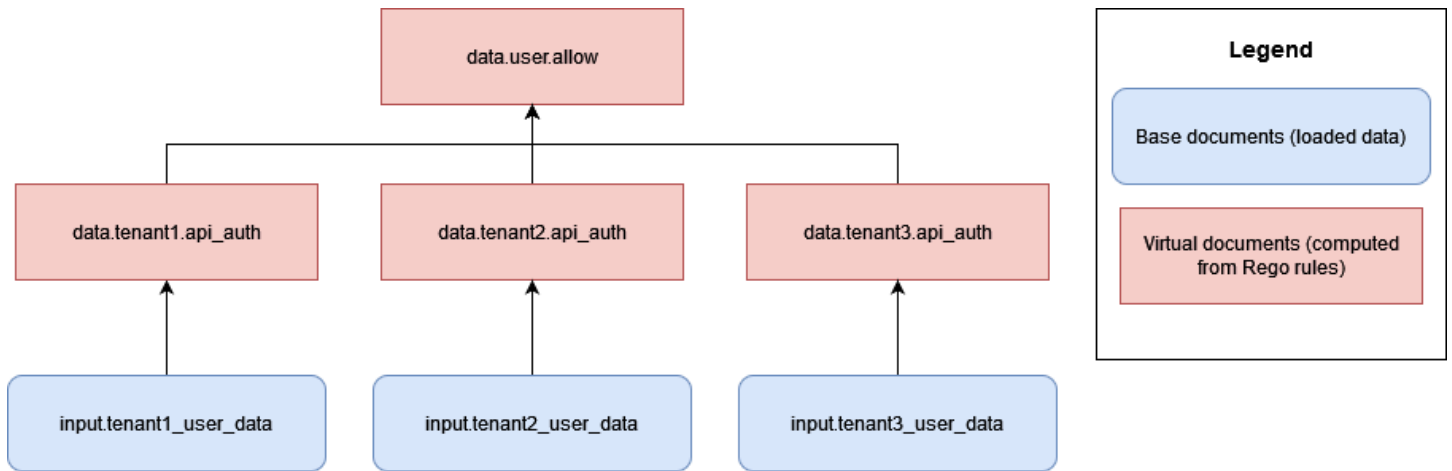 data.user.allow
Legend
Base documents (loaded data)
data.tenant1.api_auth
data.tenant2.api_auth
data.tenant3.api_auth
Virtual documents (computed
from Rego rules)
input.tenant1_user_data
input.tenant2_user_data
input.tenant3_user_data